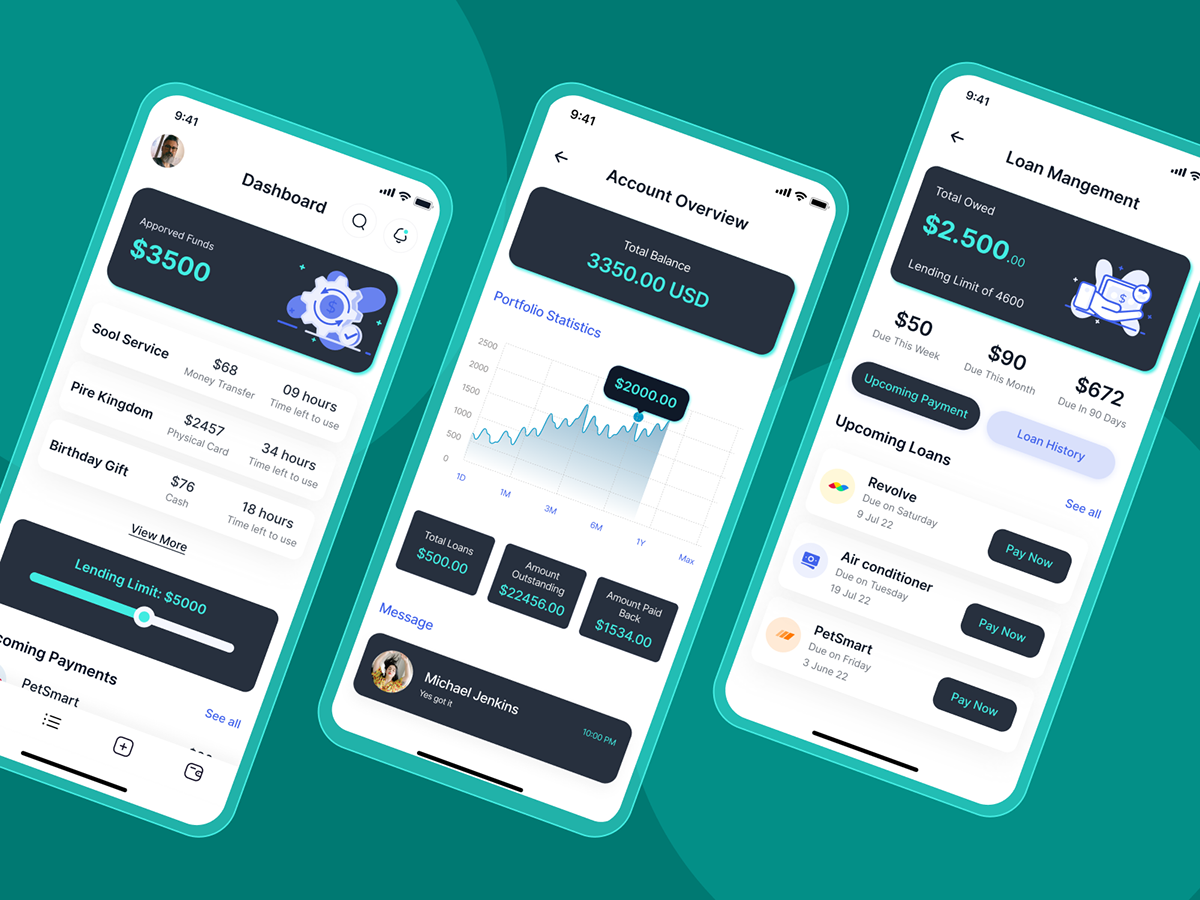 9:41
Dashboard
Apporved Funds
$3500
Sool Service
$68
Money Transfer
09 hours
Time left to use
Pire Kingdom
$2457
Physical Card
34 hours
Time left to use
Birthday Gift
$76
Cash
18 hours
Time left to use
View More
Lending Limit: $5000
coming Payments
PetSmart
See all
9:41
Account Overview
Total Balance
3350.00 USD
Portfolio Statistics
2500
2000
1500
1000
500
0
$2000.00
1D
1M
3M
6M
1Y
Max
Total Loans
$500.00
Amount
Outstanding
$22456.00
Amount Paid
Back
$1534.00
Message
Michael Jenkins
Yes got it
10:00 PM
9:41
Loan Mangement
Total Owed
$2.500.00
Lending Limit of 4600
$50
Due This Week
$90
Due This Month
$672
Due In 90 Days
Upcoming Payment
Loan History
Upcoming Loans
See all
Revolve
Due on Saturday
9 Jul 22
Pay Now
Air conditioner
Due on Tuesday
19 Jul 22
Pay Now
PetSmart
Due on Friday
3 June 22
Pay Now